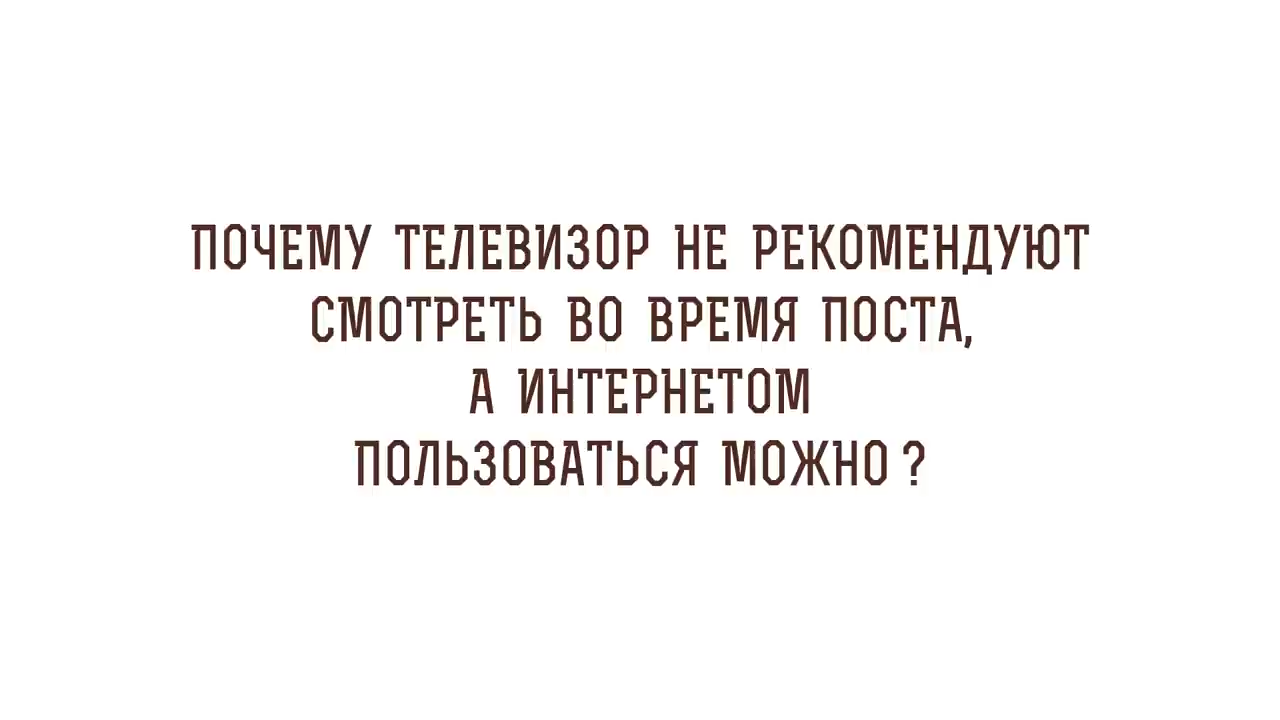 ПОЧЕМУ ТЕЛЕВИЗОР НЕ РЕКОМЕНДУЮТ
СМОТРЕТЬ ВО ВРЕМЯ ПОСТА,
А ИНТЕРНЕТОМ
ПОЛЬЗОВАТЬСЯ МОЖНО?